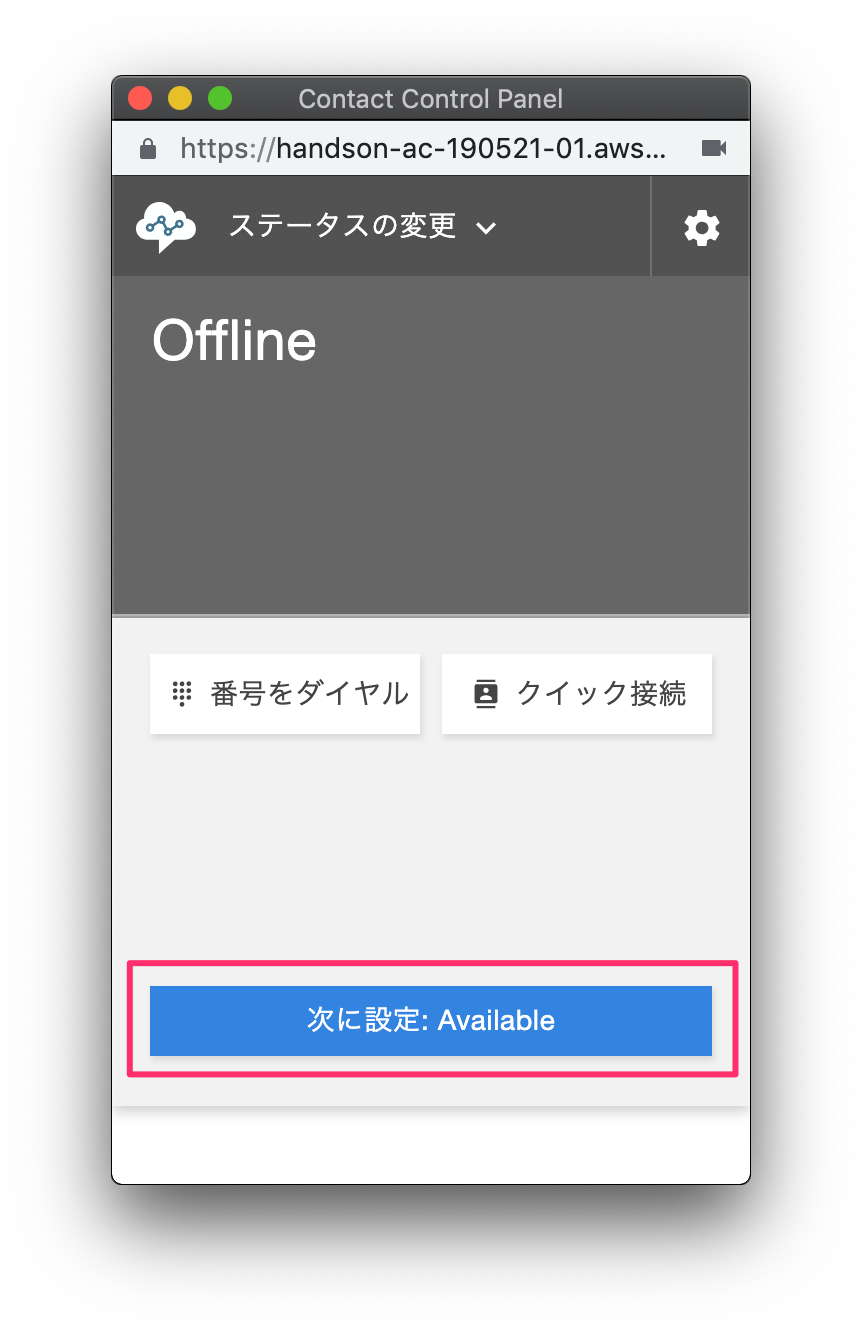 Contact Control Panel
https://handson-ac-190521-01.aws...
ステータスの変更
Offline
番号をダイヤル
クイック接続
次に設定: Available